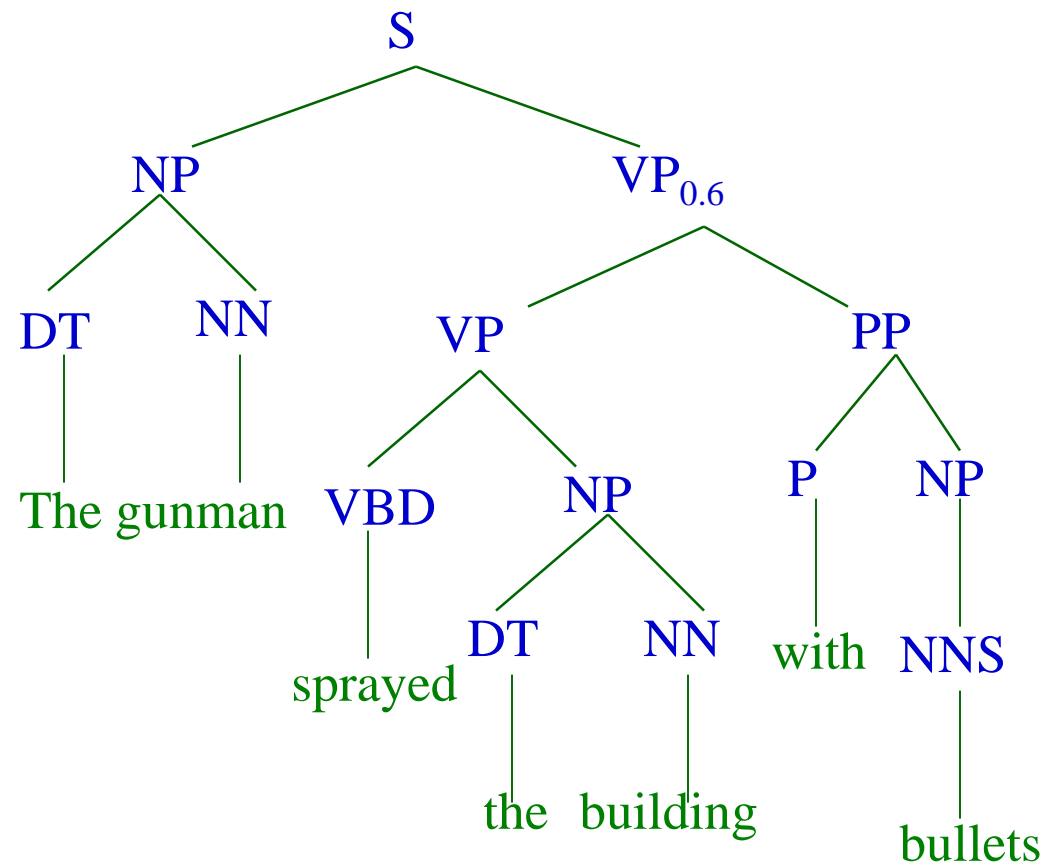 S
NP VP0.6
DT NN VP PP
The gunman VBD NP P NP
sprayed DT NN with NNS
the building bullets